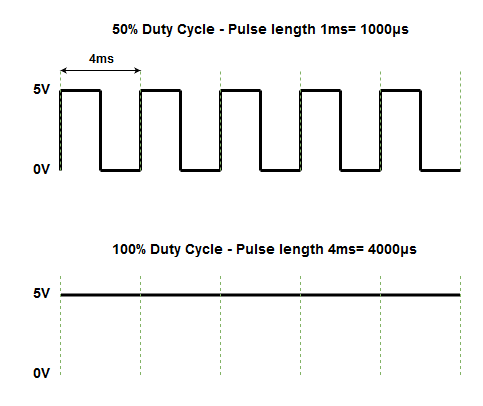 50% Duty Cycle - Pulse length 1ms= 1000µs
4ms
5V
0V
100% Duty Cycle - Pulse length 4ms= 4000µs
5V
0V